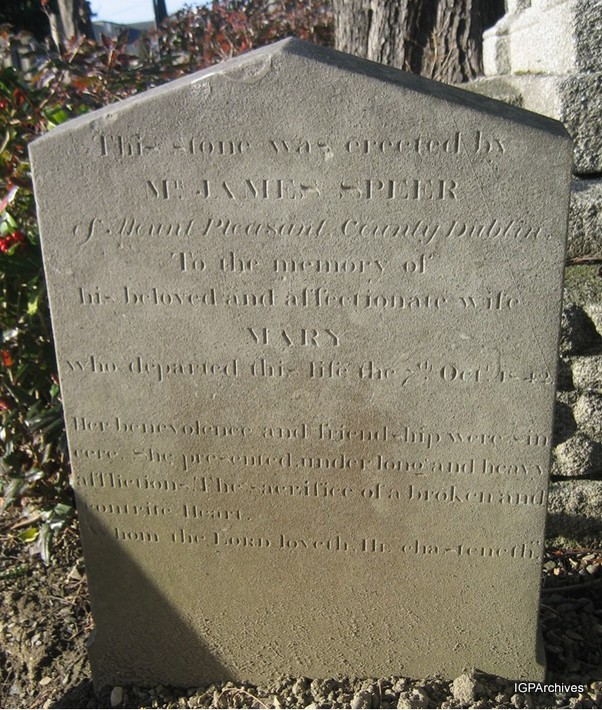 This stone was erected by
Mr. JAMES SPEER
of Mount Pleasant, County Dublin,
To the memory of
his beloved and affectionate wife
MARY
who departed this life the 7th Octr. 1842
Her benevolence and friendship were sin
cere. She presented, under long and heavy
afflictions, The sacrifice of a broken and
contrite Heart.
Whom the LORD loveth, He chasteneth.
IGPArchives